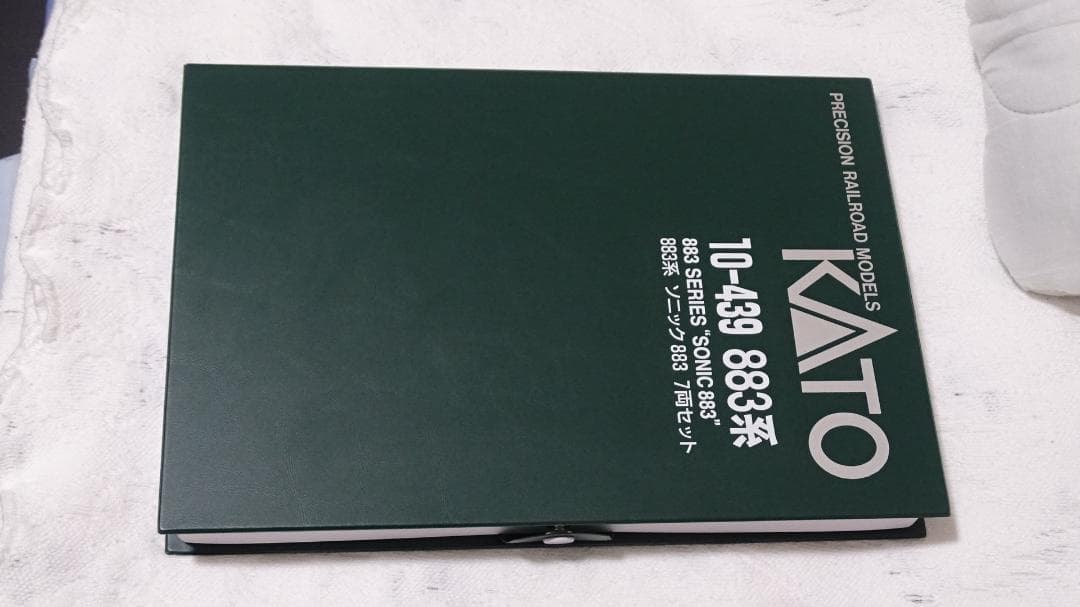 PRECISION RAILROAD MODELS
KATO
10-439 883系
883 SERIES "SONIC 883"
883系 ソニック883 7両セット